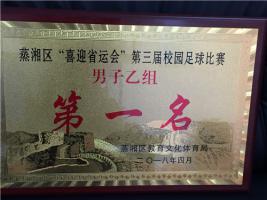 蒸湘区“喜迎省运会”第三届校园足球比赛
男子乙组
第一名
蒸湘区教育文化体育局
二〇一八年四月